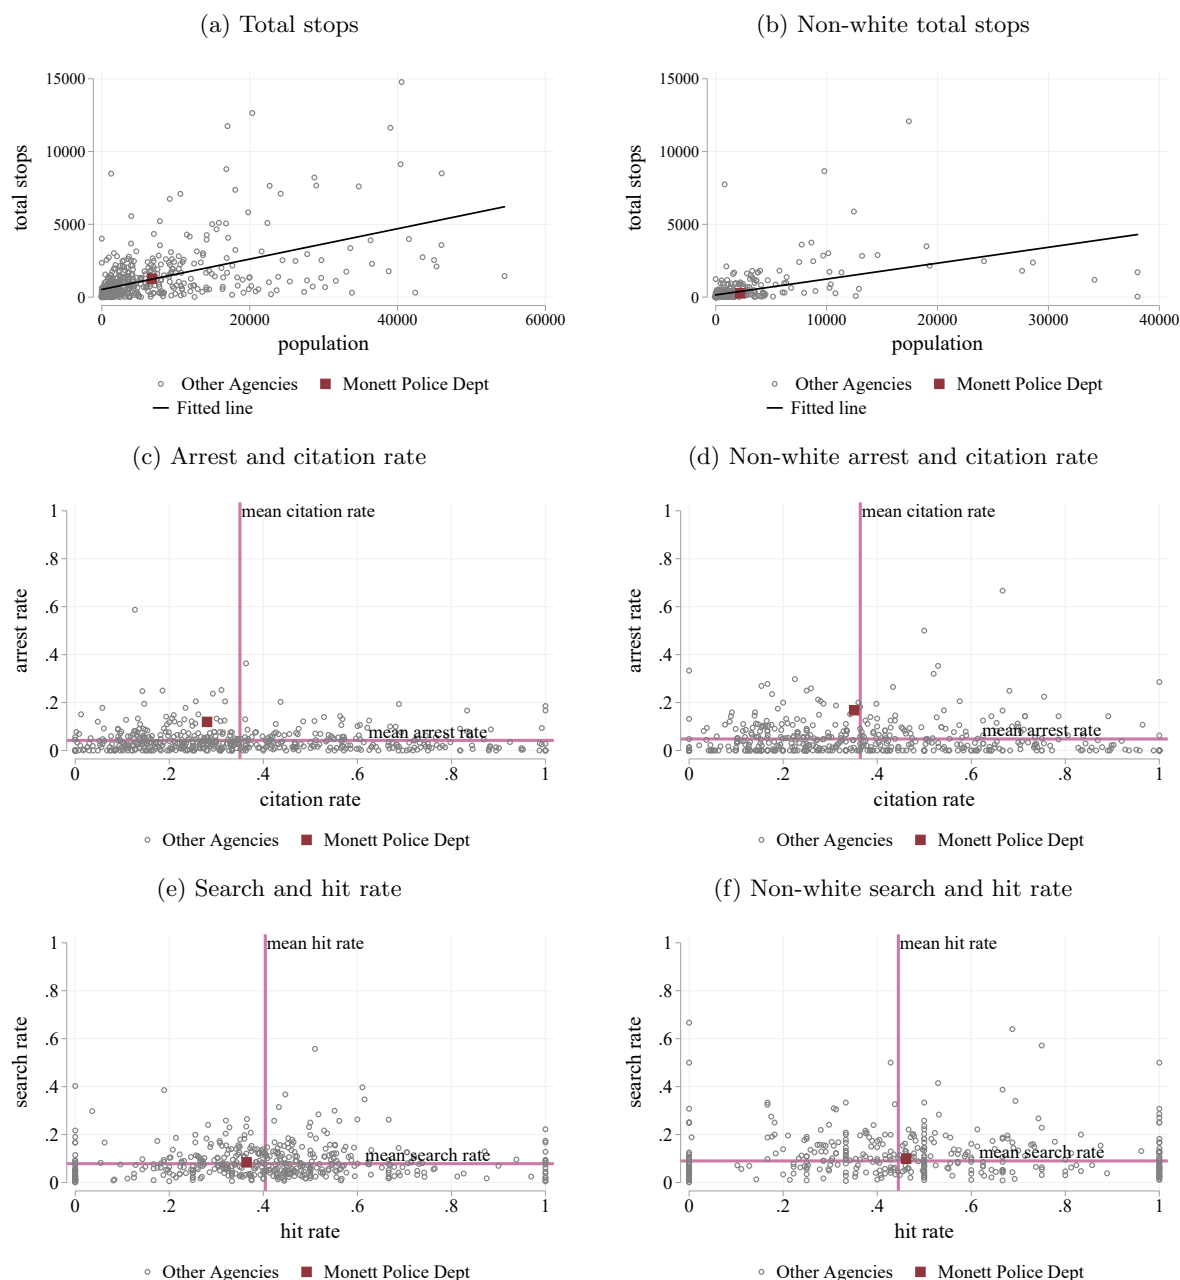 (a) Total stops
total stops
15000
10000
5000
0
0 20000 40000 60000
population
Other Agencies Monett Police Dept
Fitted line
(b) Non-white total stops
total stops
15000
10000
5000
0
0 10000 20000 30000 40000
population
Other Agencies Monett Police Dept
Fitted line
(c) Arrest and citation rate
arrest rate
1
.8
.6
.4
.2
0
mean citation rate
mean arrest rate
0 .2 .4 .6 .8 1
citation rate
Other Agencies Monett Police Dept
(d) Non-white arrest and citation rate
arrest rate
1
.8
.6
.4
.2
0
mean citation rate
mean arrest rate
0 .2 .4 .6 .8 1
citation rate
Other Agencies Monett Police Dept
(e) Search and hit rate
search rate
1
.8
.6
.4
.2
0
mean hit rate
mean search rate
0 .2 .4 .6 .8 1
hit rate
Other Agencies Monett Police Dept
(f) Non-white search and hit rate
search rate
1
.8
.6
.4
.2
0
mean hit rate
mean search rate
0 .2 .4 .6 .8 1
hit rate
Other Agencies Monett Police Dept